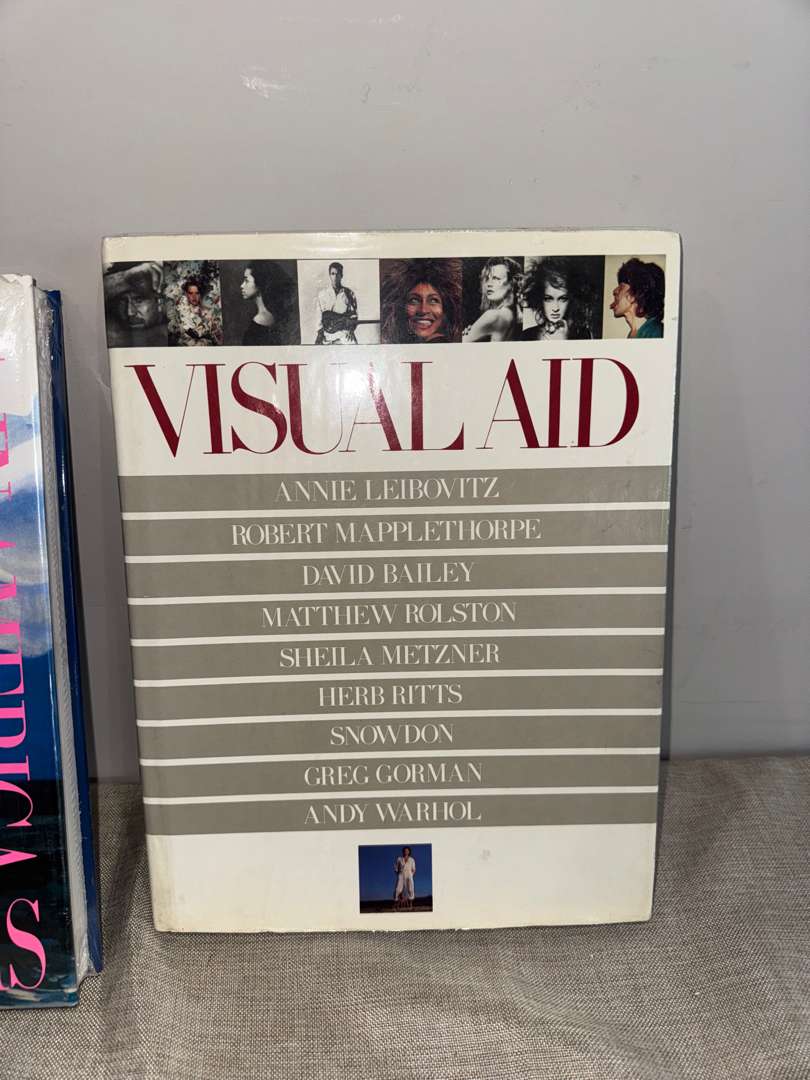 VISUAL AID
ANNIE LEIBOVITZ
ROBERT MAPPLETHORPE
DAVID BAILEY
MATTHEW ROLSTON
SHEILA METZNER
HERB RITTS
SNOWDON
GREG GORMAN
ANDY WARHOL